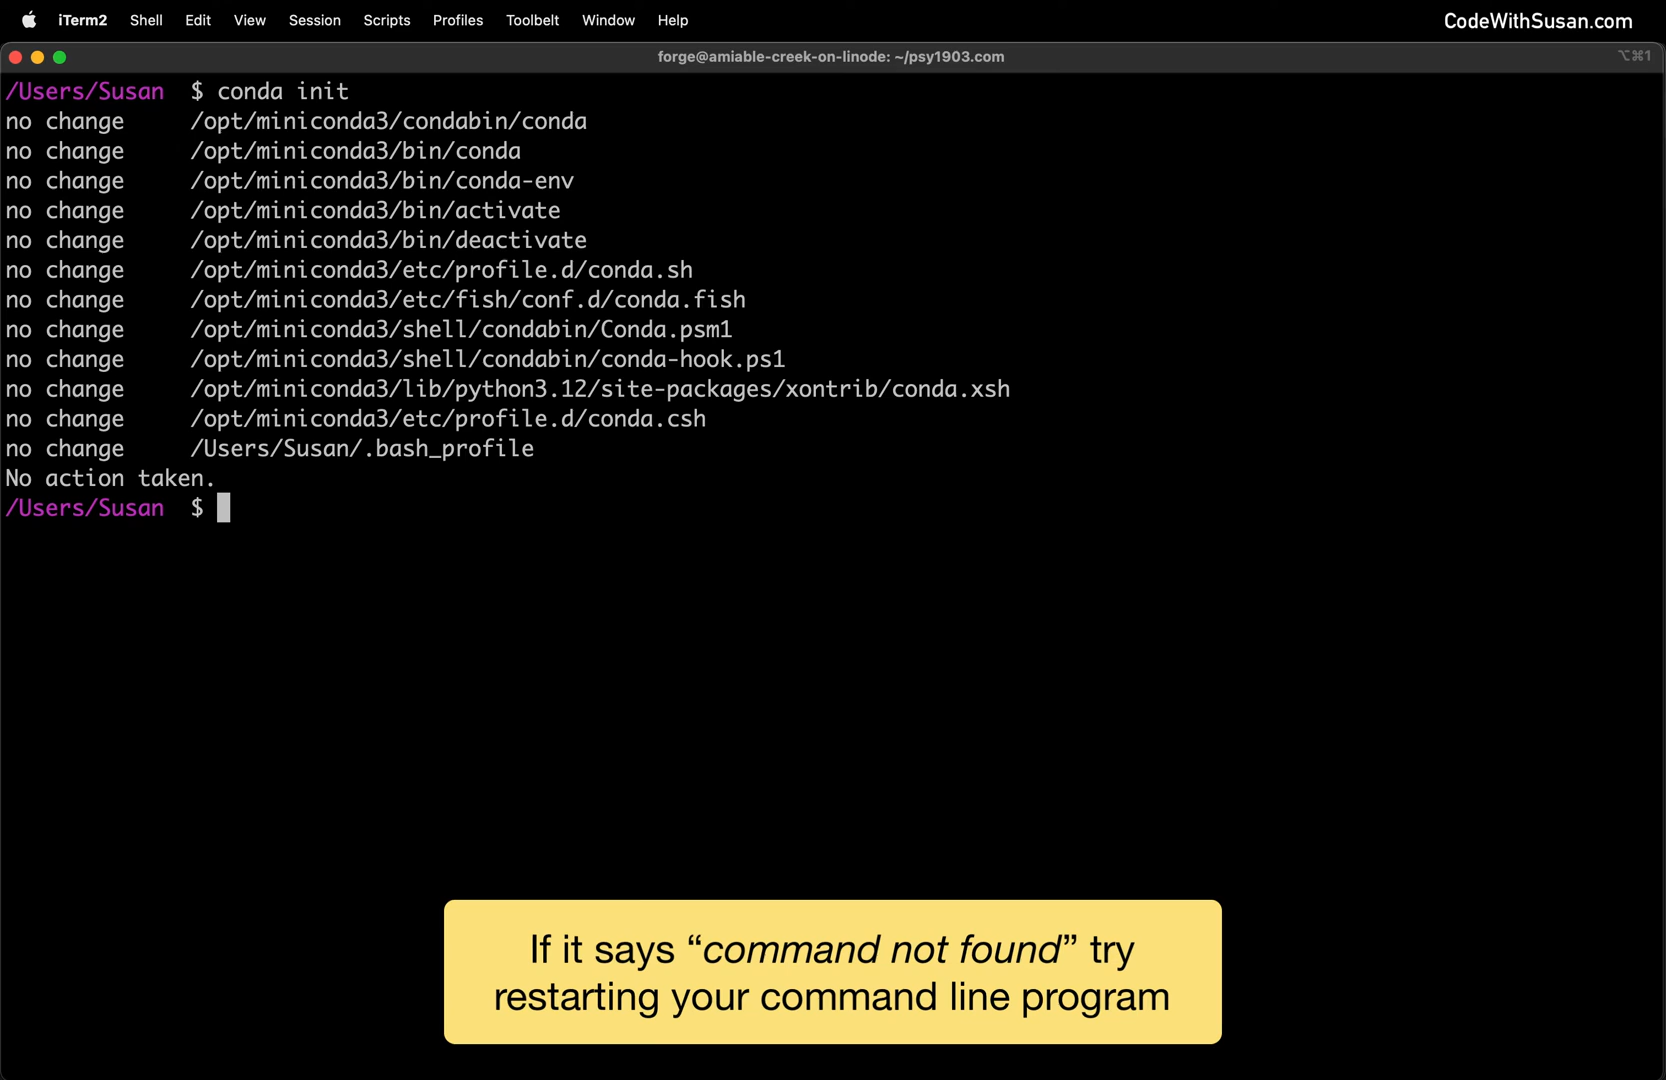 iTerm2 Shell Edit View Session Scripts Profiles Toolbelt Window Help CodeWithSusan.com
forge@amiable-creek-on-linode: ~/psy1903.com ⌥⌘1
/Users/Susan $ conda init
no change /opt/miniconda3/condabin/conda
no change /opt/miniconda3/bin/conda
no change /opt/miniconda3/bin/conda-env
no change /opt/miniconda3/bin/activate
no change /opt/miniconda3/bin/deactivate
no change /opt/miniconda3/etc/profile.d/conda.sh
no change /opt/miniconda3/etc/fish/conf.d/conda.fish
no change /opt/miniconda3/shell/condabin/Conda.psm1
no change /opt/miniconda3/shell/condabin/conda-hook.ps1
no change /opt/miniconda3/lib/python3.12/site-packages/xontrib/conda.xsh
no change /opt/miniconda3/etc/profile.d/conda.csh
no change /Users/Susan/.bash_profile
No action taken.
/Users/Susan $
If it says “command not found” try
restarting your command line program